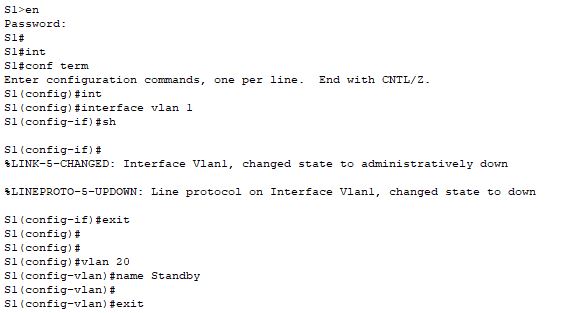 S1>en
Password:
S1#
S1#int
S1#conf term
Enter configuration commands, one per line.  End with CNTL/Z.
S1(config)#int
S1(config)#interface vlan 1
S1(config-if)#sh

S1(config-if)#
%LINK-5-CHANGED: Interface Vlan1, changed state to administratively down

%LINEPROTO-5-UPDOWN: Line protocol on Interface Vlan1, changed state to down

S1(config-if)#exit
S1(config)#
S1(config)#
S1(config)#vlan 20
S1(config-vlan)#name Standby
S1(config-vlan)#
S1(config-vlan)#exit